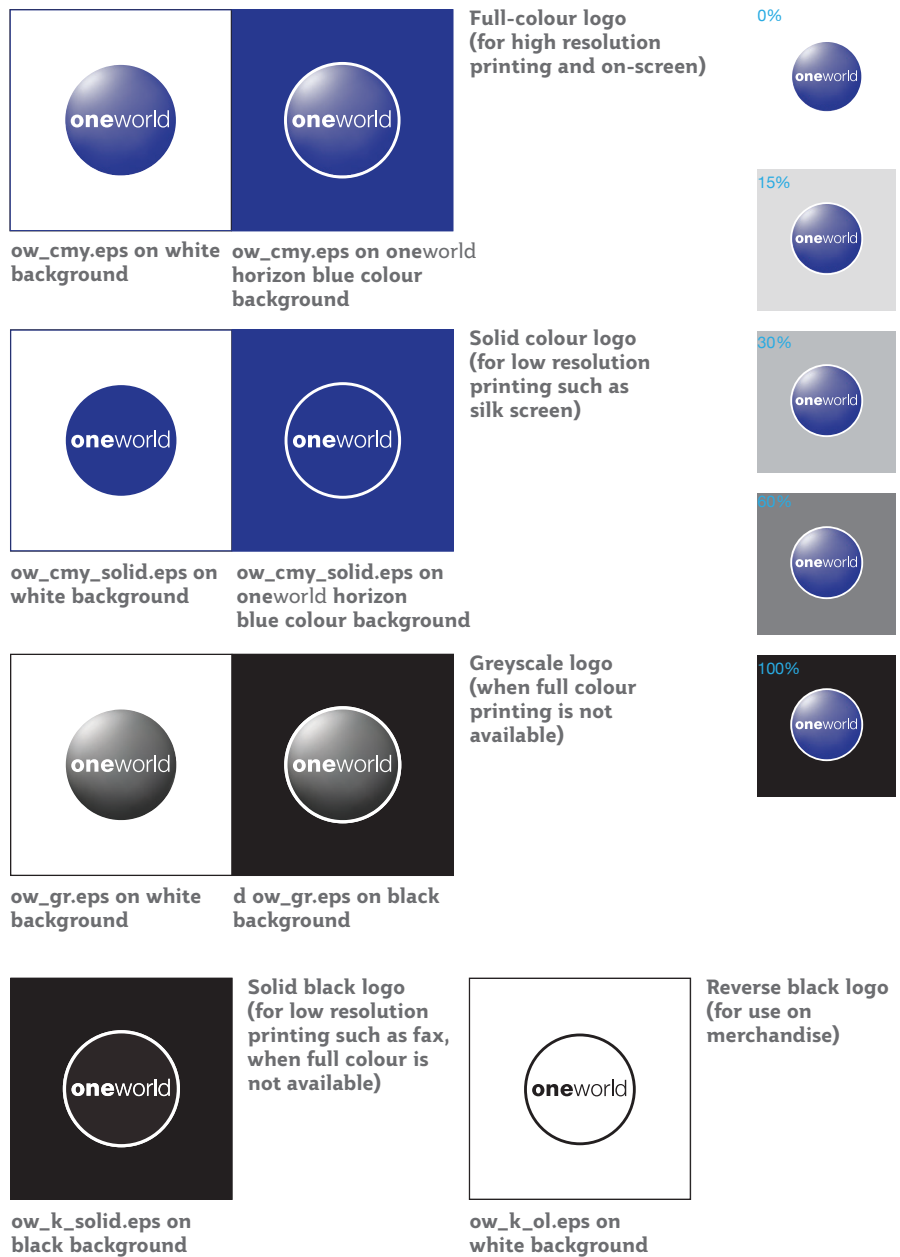 oneworld
oneworld
Full-colour logo
(for high resolution
printing and on-screen)
ow_cmy.eps on white
background
ow_cmy.eps on oneworld
horizon blue colour
background
oneworld
oneworld
Solid colour logo
(for low resolution
printing such as
silk screen)
ow_cmy_solid.eps on
white background
ow_cmy_solid.eps on
oneworld horizon
blue colour background
oneworld
oneworld
Greyscale logo
(when full colour
printing is not
available)
ow_gr.eps on white
background
d ow_gr.eps on black
background
oneworld
Solid black logo
(for low resolution
printing such as fax,
when full colour is
not available)
ow_k_solid.eps on
black background
oneworld
Reverse black logo
(for use on
merchandise)
ow_k_ol.eps on
white background
0%
oneworld
15%
oneworld
30%
oneworld
oneworld
100%
oneworld